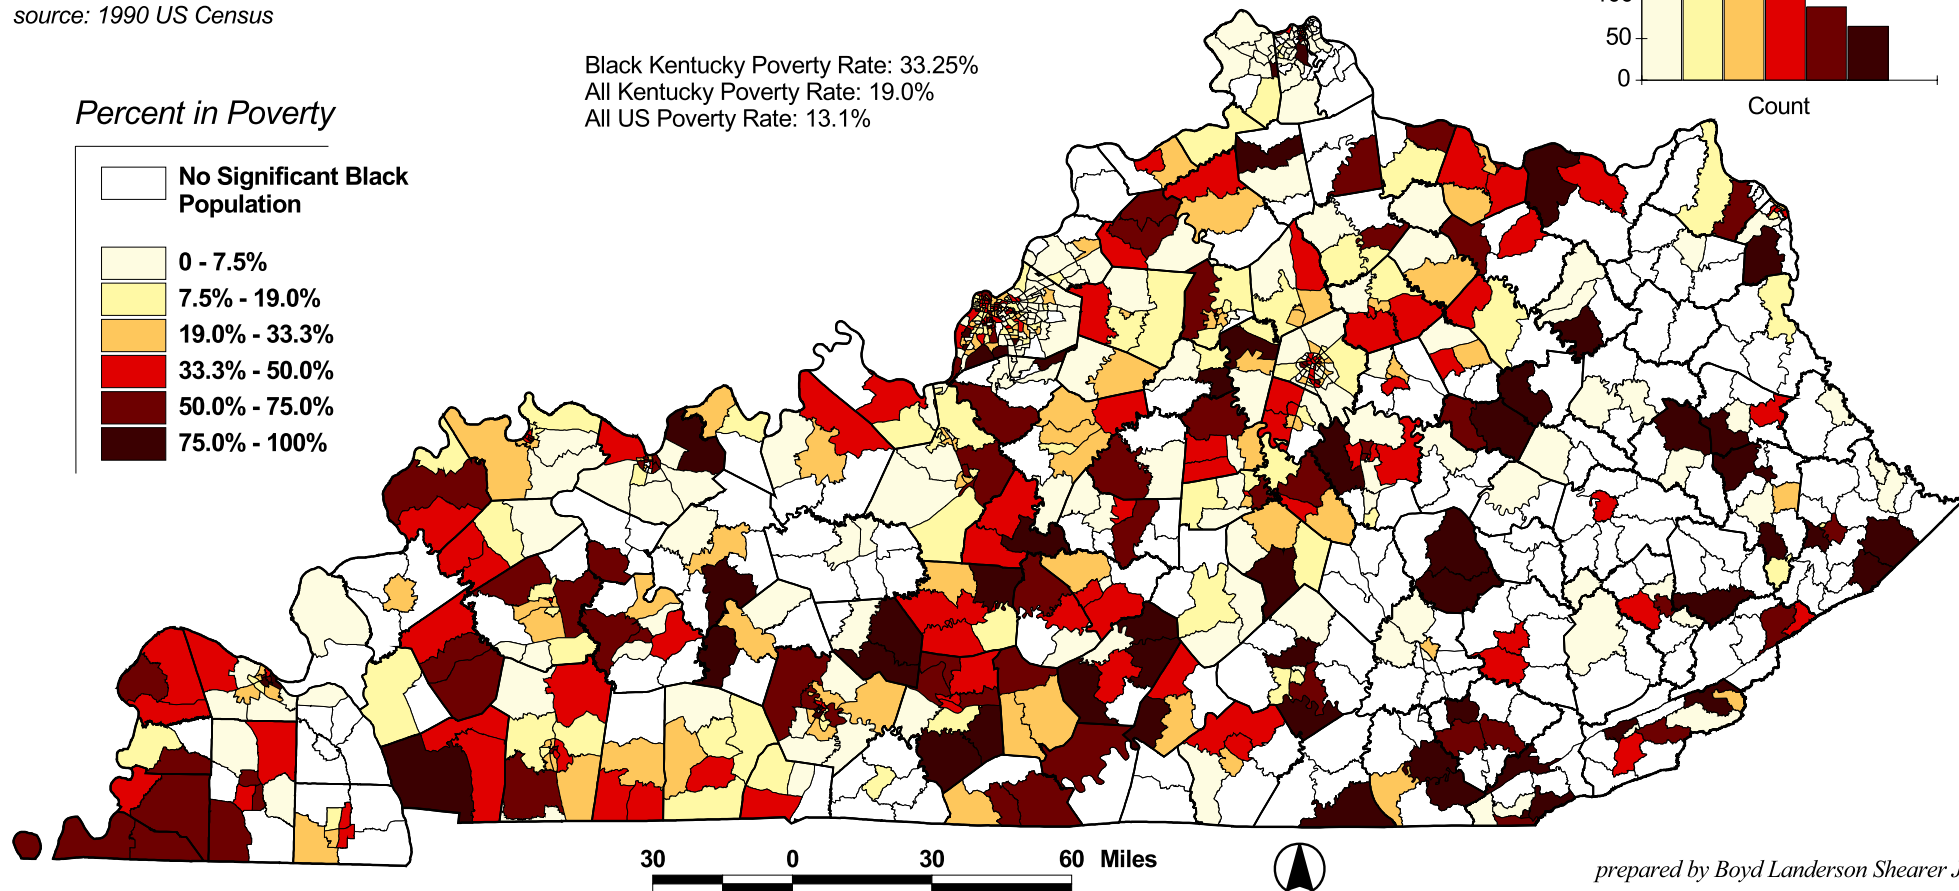 source: 1990 US Census
Black Kentucky Poverty Rate: 33.25%
All Kentucky Poverty Rate: 19.0%
All US Poverty Rate: 13.1%
50
0
Count
Percent in Poverty
No Significant Black
Population
0 - 7.5%
7.5% - 19.0%
19.0% - 33.3%
33.3% - 50.0%
50.0% - 75.0%
75.0% - 100%
30 0 30 60 Miles
prepared by Boyd Landerson Shearer